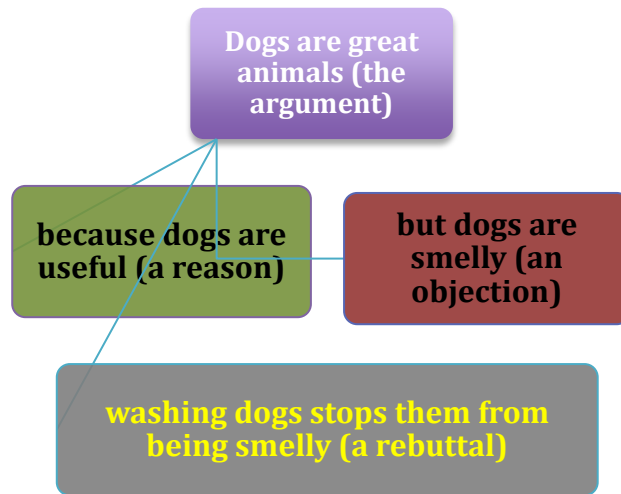 Dogs are great
animals (the
argument)
because dogs are
useful (a reason)
but dogs are
smelly (an
objection)
washing dogs stops them from
being smelly (a rebuttal)